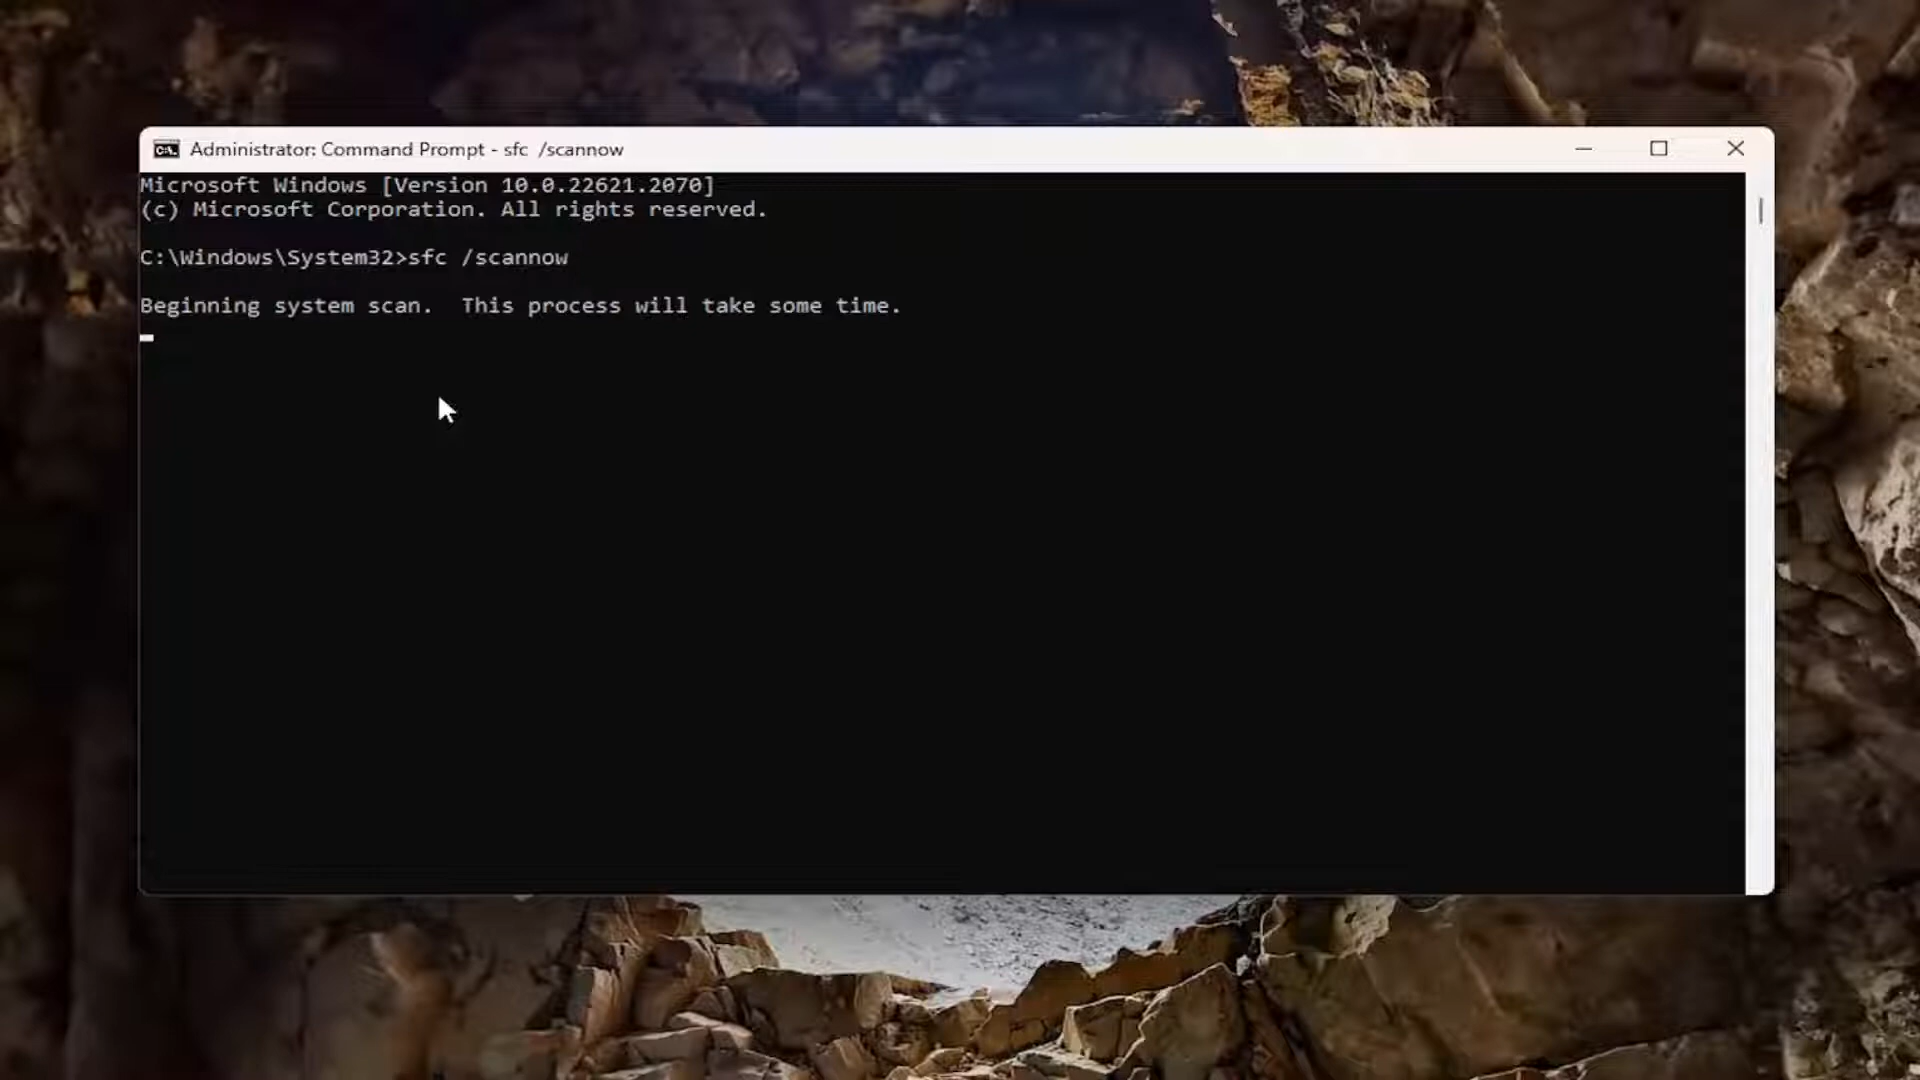 Administrator: Command Prompt - sfc  /scannow
Microsoft Windows [Version 10.0.22621.2070]
(c) Microsoft Corporation. All rights reserved.
C:\Windows\System32>sfc /scannow
Beginning system scan.  This process will take some time.